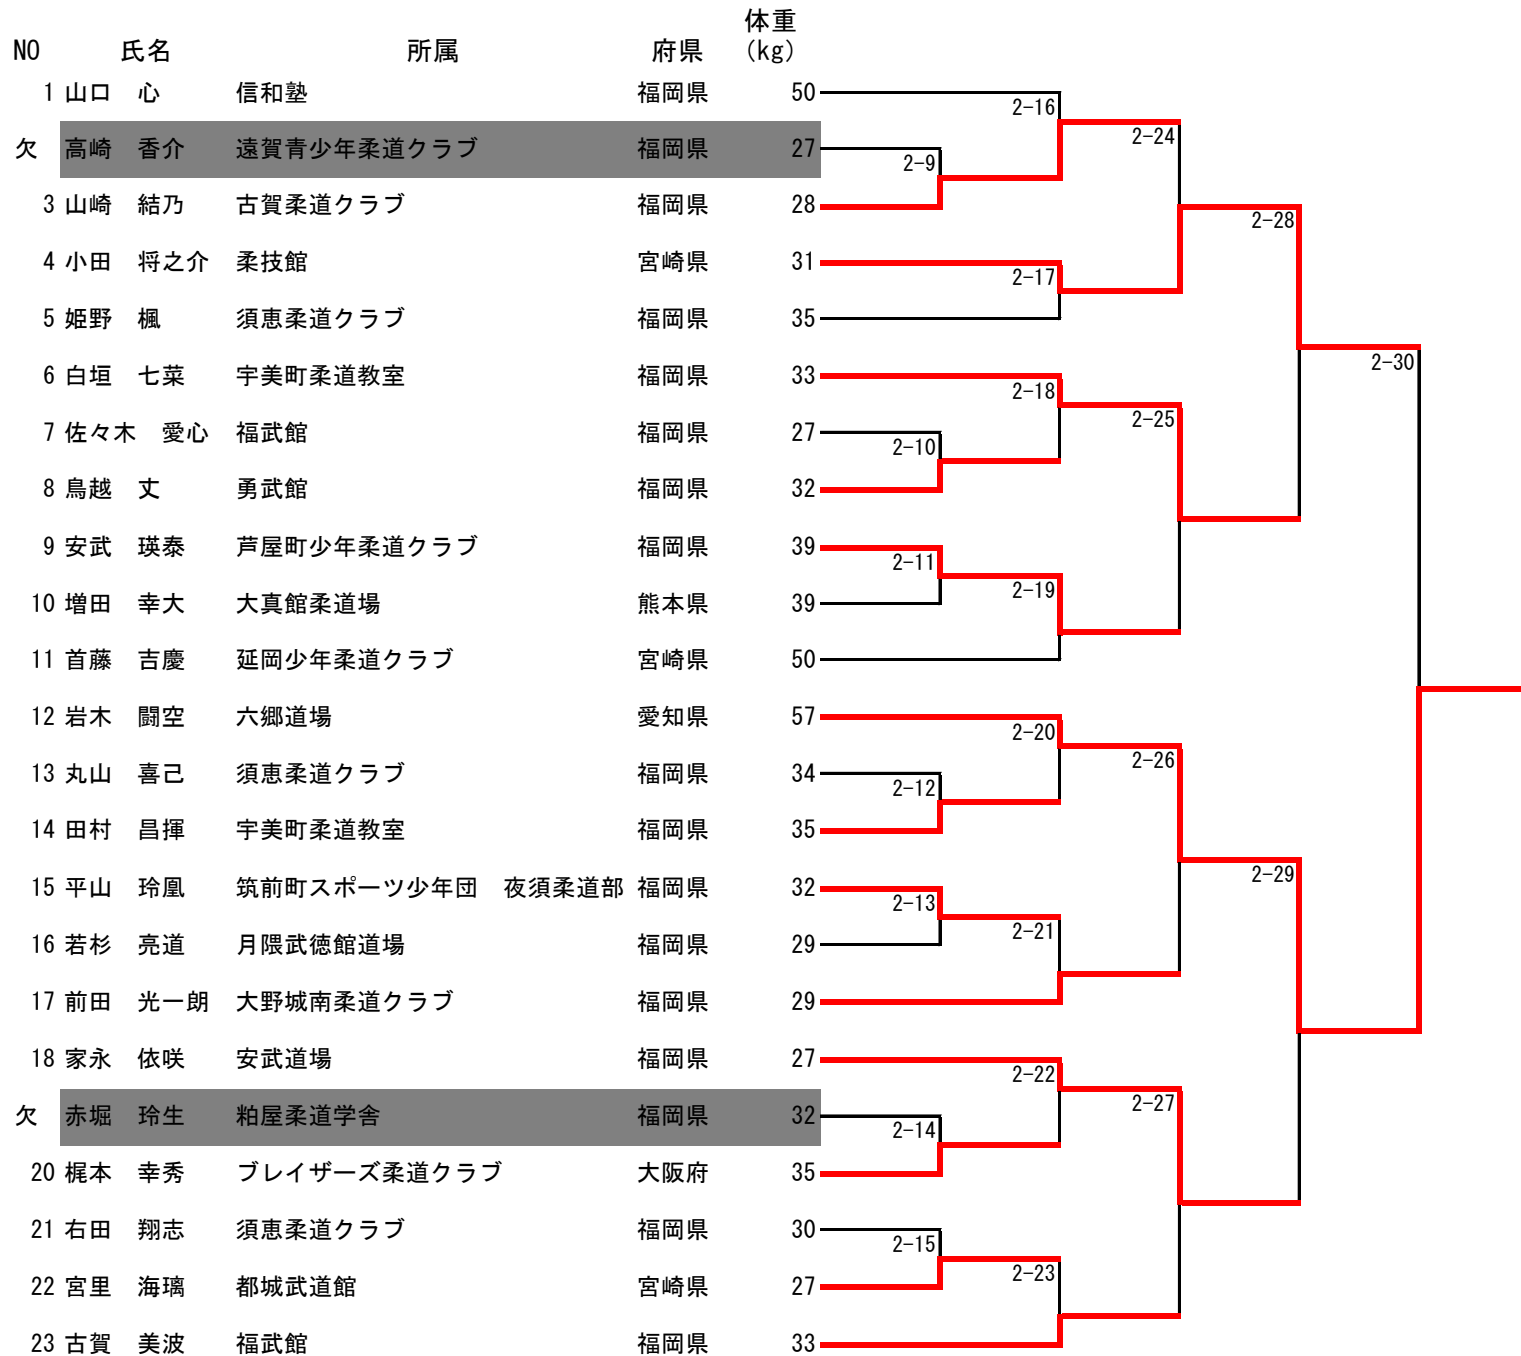 体重
NO 氏名 所属 府県 (kg)
1 山口 心 信和塾 福岡県 50
2-16
欠 高崎 香介 遠賀青少年柔道クラブ 福岡県 27
2-24
2-9
3 山崎 結乃 古賀柔道クラブ 福岡県 28
2-28
4 小田 将之介 柔技館 宮崎県 31
2-17
5 姫野 楓 須恵柔道クラブ 福岡県 35
2-30
6 白垣 七菜 宇美町柔道教室 福岡県 33
2-18
2-25
7 佐々木 愛心 福武館 福岡県 27
2-10
8 鳥越 丈 勇武館 福岡県 32
9 安武 瑛泰 芦屋町少年柔道クラブ 福岡県 39
2-11
2-19
10 増田 幸大 大真館柔道場 熊本県 39
11 首藤 吉慶 延岡少年柔道クラブ 宮崎県 50
12 岩木 闘空 六郷道場 愛知県 57
2-20
2-26
13 丸山 喜己 須恵柔道クラブ 福岡県 34
2-12
14 田村 昌揮 宇美町柔道教室 福岡県 35
2-29
15 平山 玲凰 筑前町スポーツ少年団 夜須柔道部 福岡県 32
2-13
2-21
16 若杉 亮道 月隈武徳館道場 福岡県 29
17 前田 光一朗 大野城南柔道クラブ 福岡県 29
18 家永 依咲 安武道場 福岡県 27
2-22
2-27
欠 赤堀 玲生 粕屋柔道学舎 福岡県 32
2-14
20 梶本 幸秀 ブレイザーズ柔道クラブ 大阪府 35
21 右田 翔志 須恵柔道クラブ 福岡県 30
2-15
2-23
22 宮里 海璃 都城武道館 宮崎県 27
23 古賀 美波 福武館 福岡県 33